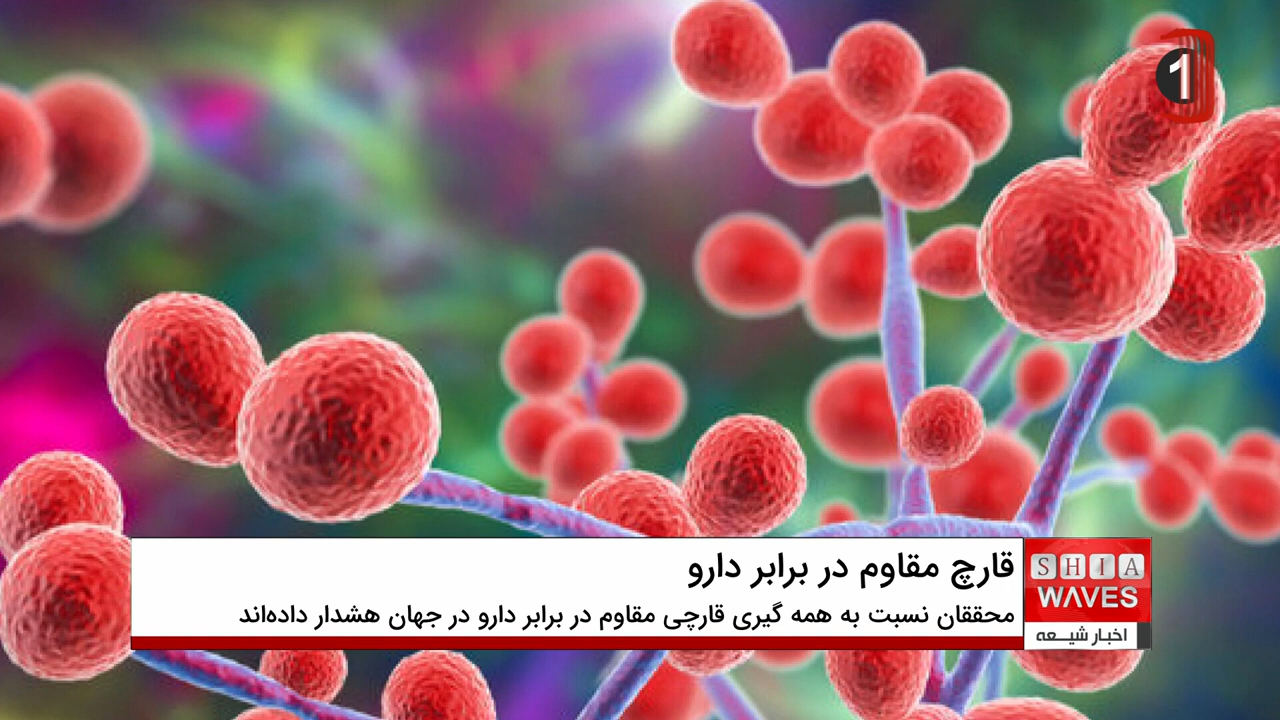 1
قارچ مقاوم در برابر دارو
محققان نسبت به همه گیری قارچی مقاوم در برابر دارو در جهان هشدار داده‌اند
SHIA
WAVES
اخبار شیـعه